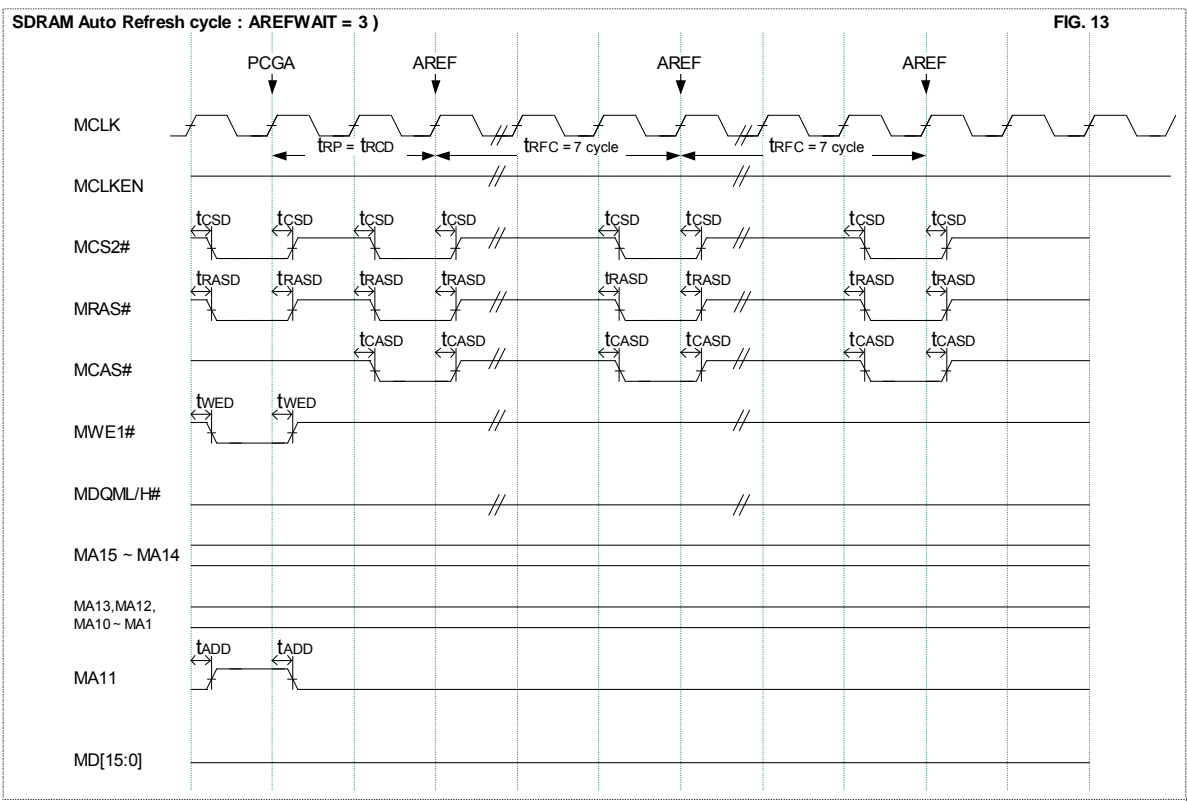 SDRAM Auto Refresh cycle : AREFWAIT = 3 ) FIG. 13
PCGA AREF AREF AREF
MCLK
tRP = tRCD tRFC = 7 cycle tRFC = 7 cycle
MCLKEN
tCSD tCSD tCSD tCSD tCSD tCSD tCSD tCSD
MCS2#
tRASD tRASD tRASD tRASD tRASD tRASD tRASD tRASD
MRAS#
tCASD tCASD tCASD tCASD tCASD tCASD
MCAS#
tWED tWED
MWE1#
MDQML/H#
MA15 ~ MA14
MA13,MA12,
MA10 ~ MA1
tADD tADD
MA11
MD[15:0]